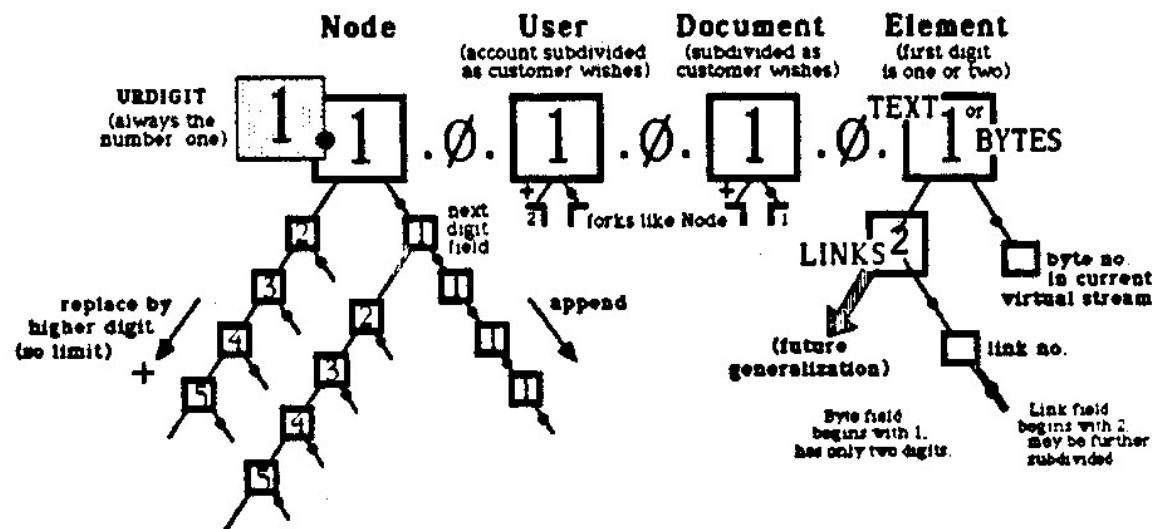 Node
User
(account subdivided
as customer wishes)
Document
(subdivided as
customer wishes)
Element
(first digit
is one or two)
URDIGIT
(always the
number one)
1
1 . Ø . 1 . Ø . 1 . Ø . 1
TEXT or
BYTES
+
2
forks like Node
+
1
2
3
4
5
1
next
digit
field
1
1
1
2
3
4
5
replace by
higher digit
(no limit)
+
append
LINKS 2
byte no.
in current
virtual stream
(future
generalization)
link no.
Byte field
begins with 1,
has only two digits.
Link field
begins with 2,
may be further
subdivided